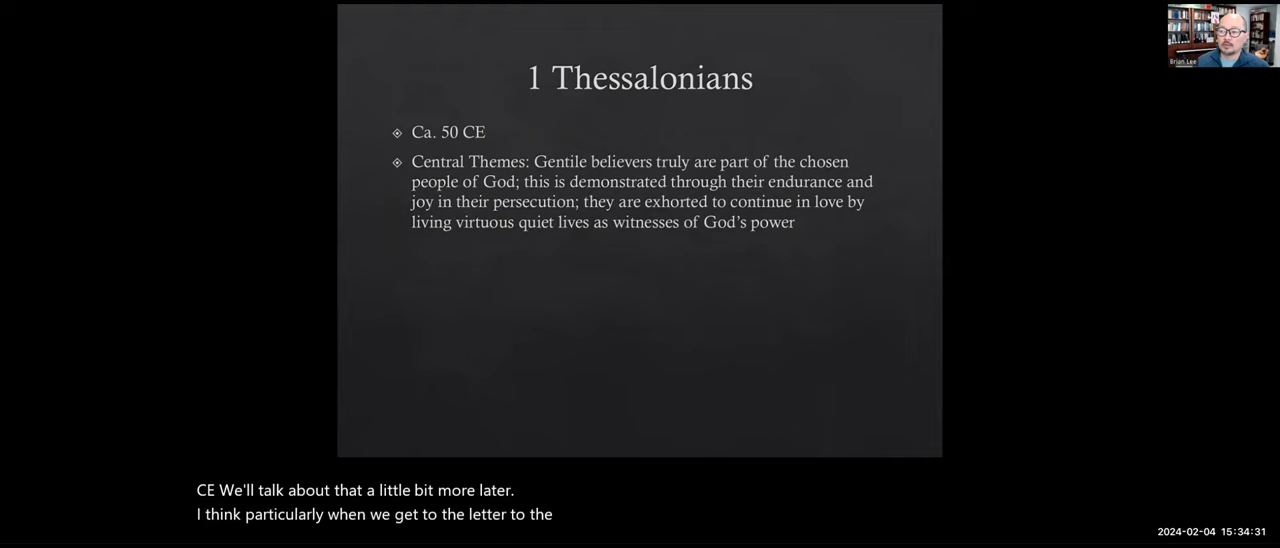 Brian Lee
1 Thessalonians
Ca. 50 CE
Central Themes: Gentile believers truly are part of the chosen
people of God; this is demonstrated through their endurance and
joy in their persecution; they are exhorted to continue in love by
living virtuous quiet lives as witnesses of God's power
CE We'll talk about that a little bit more later.
I think particularly when we get to the letter to the
2024-02-04 15:34:31